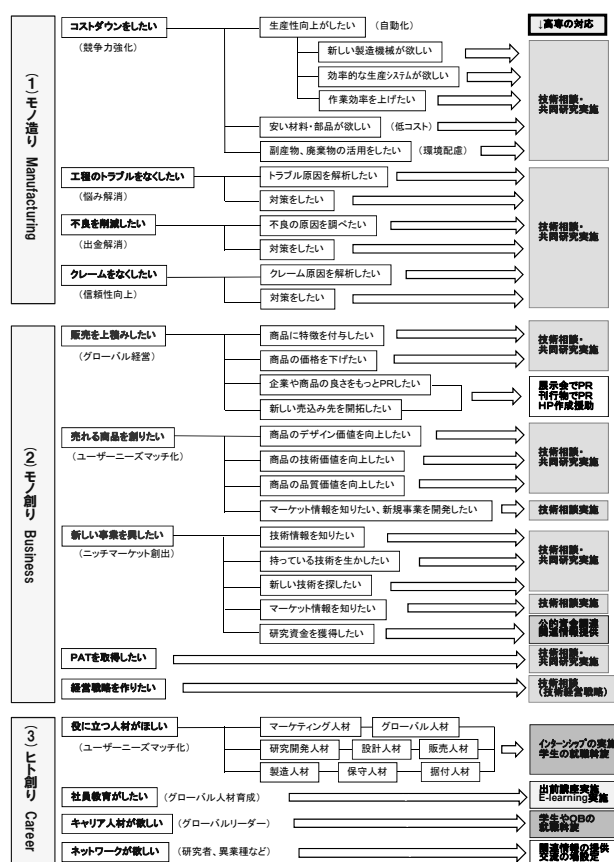 ↓高専の対応
(1) モノ造り Manufacturing
コストダウンをしたい
(競争力強化)
生産性向上がしたい (自動化)
新しい製造機械が欲しい
効率的な生産システムが欲しい
作業効率を上げたい
安い材料・部品が欲しい (低コスト)
副産物、廃棄物の活用をしたい (環境配慮)
技術相談・
共同研究実施
工程のトラブルをなくしたい
(悩み解消)
トラブル原因を解析したい
対策をしたい
不良を削減したい
(出金解消)
不良の原因を調べたい
対策をしたい
クレームをなくしたい
(信頼性向上)
クレーム原因を解析したい
対策をしたい
技術相談・
共同研究実施
(2) モノ創り Business
販売を上積みしたい
(グローバル経営)
商品に特徴を付与したい
商品の価格を下げたい
技術相談・
共同研究実施
企業や商品の良さをもっとPRしたい
新しい売込み先を開拓したい
展示会でPR
刊行物でPR
HP作成援助
売れる商品を創りたい
(ユーザーニーズマッチ化)
商品のデザイン価値を向上したい
商品の技術価値を向上したい
商品の品質価値を向上したい
技術相談・
共同研究実施
マーケット情報を知りたい、新規事業を開発したい
技術相談実施
新しい事業を興したい
(ニッチマーケット創出)
技術情報を知りたい
持っている技術を生かしたい
新しい技術を探したい
技術相談・
共同研究実施
マーケット情報を知りたい
技術相談実施
研究資金を獲得したい
公的資金調達
関連情報提供
PATを取得したい
技術相談・
共同研究実施
経営戦略を作りたい
技術相談
(技術経営戦略)
(3) ヒト創り Career
役に立つ人材がほしい
(ユーザーニーズマッチ化)
マーケティング人材
グローバル人材
研究開発人材
設計人材
販売人材
製造人材
保守人材
据付人材
インターンシップの実施
学生の就職斡旋
社員教育がしたい (グローバル人材育成)
出前講座実施
E-learning実施
キャリア人材が欲しい (グローバルリーダー)
学生やOBの
就職斡旋
ネットワークが欲しい (研究者、異業種など)
関連情報の提供
交流の場設定